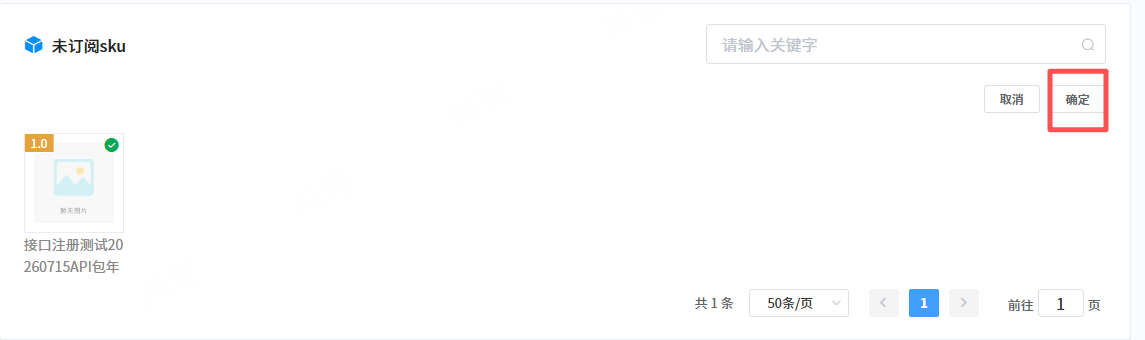 未订阅sku
请输入关键字
取消
确定
1.0
暂无图片
接口注册测试20
260715API包年
共 1 条
50条/页
1
前往
1
页